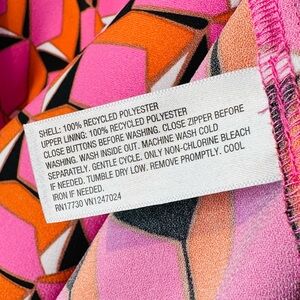 SHELL: 100% RECYCLED POLYESTER
UPPER LINING: 100% RECYCLED POLYESTER
CLOSE BUTTONS BEFORE WASHING. CLOSE ZIPPER BEFORE
WASHING. WASH INSIDE OUT. MACHINE WASH COLD
SEPARATELY, GENTLE CYCLE. ONLY NON-CHLORINE BLEACH
IF NEEDED. TUMBLE DRY LOW. REMOVE PROMPTLY. COOL
IRON IF NEEDED.
RN17730 VN1247024